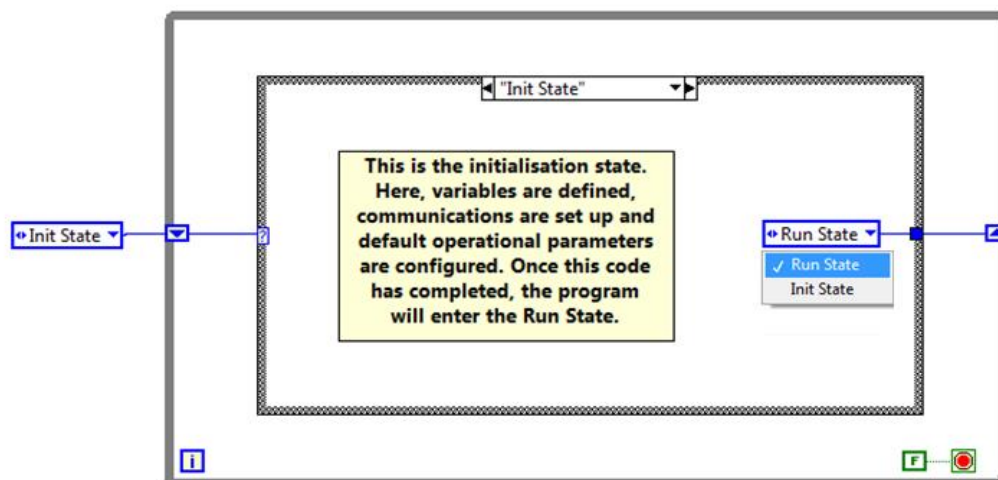 "Init State"
This is the initialisation state.
Here, variables are defined,
communications are set up and
default operational parameters
are configured. Once this code
has completed, the program
will enter the Run State.
Init State
?
Run State
✓ Run State
Init State
i
F